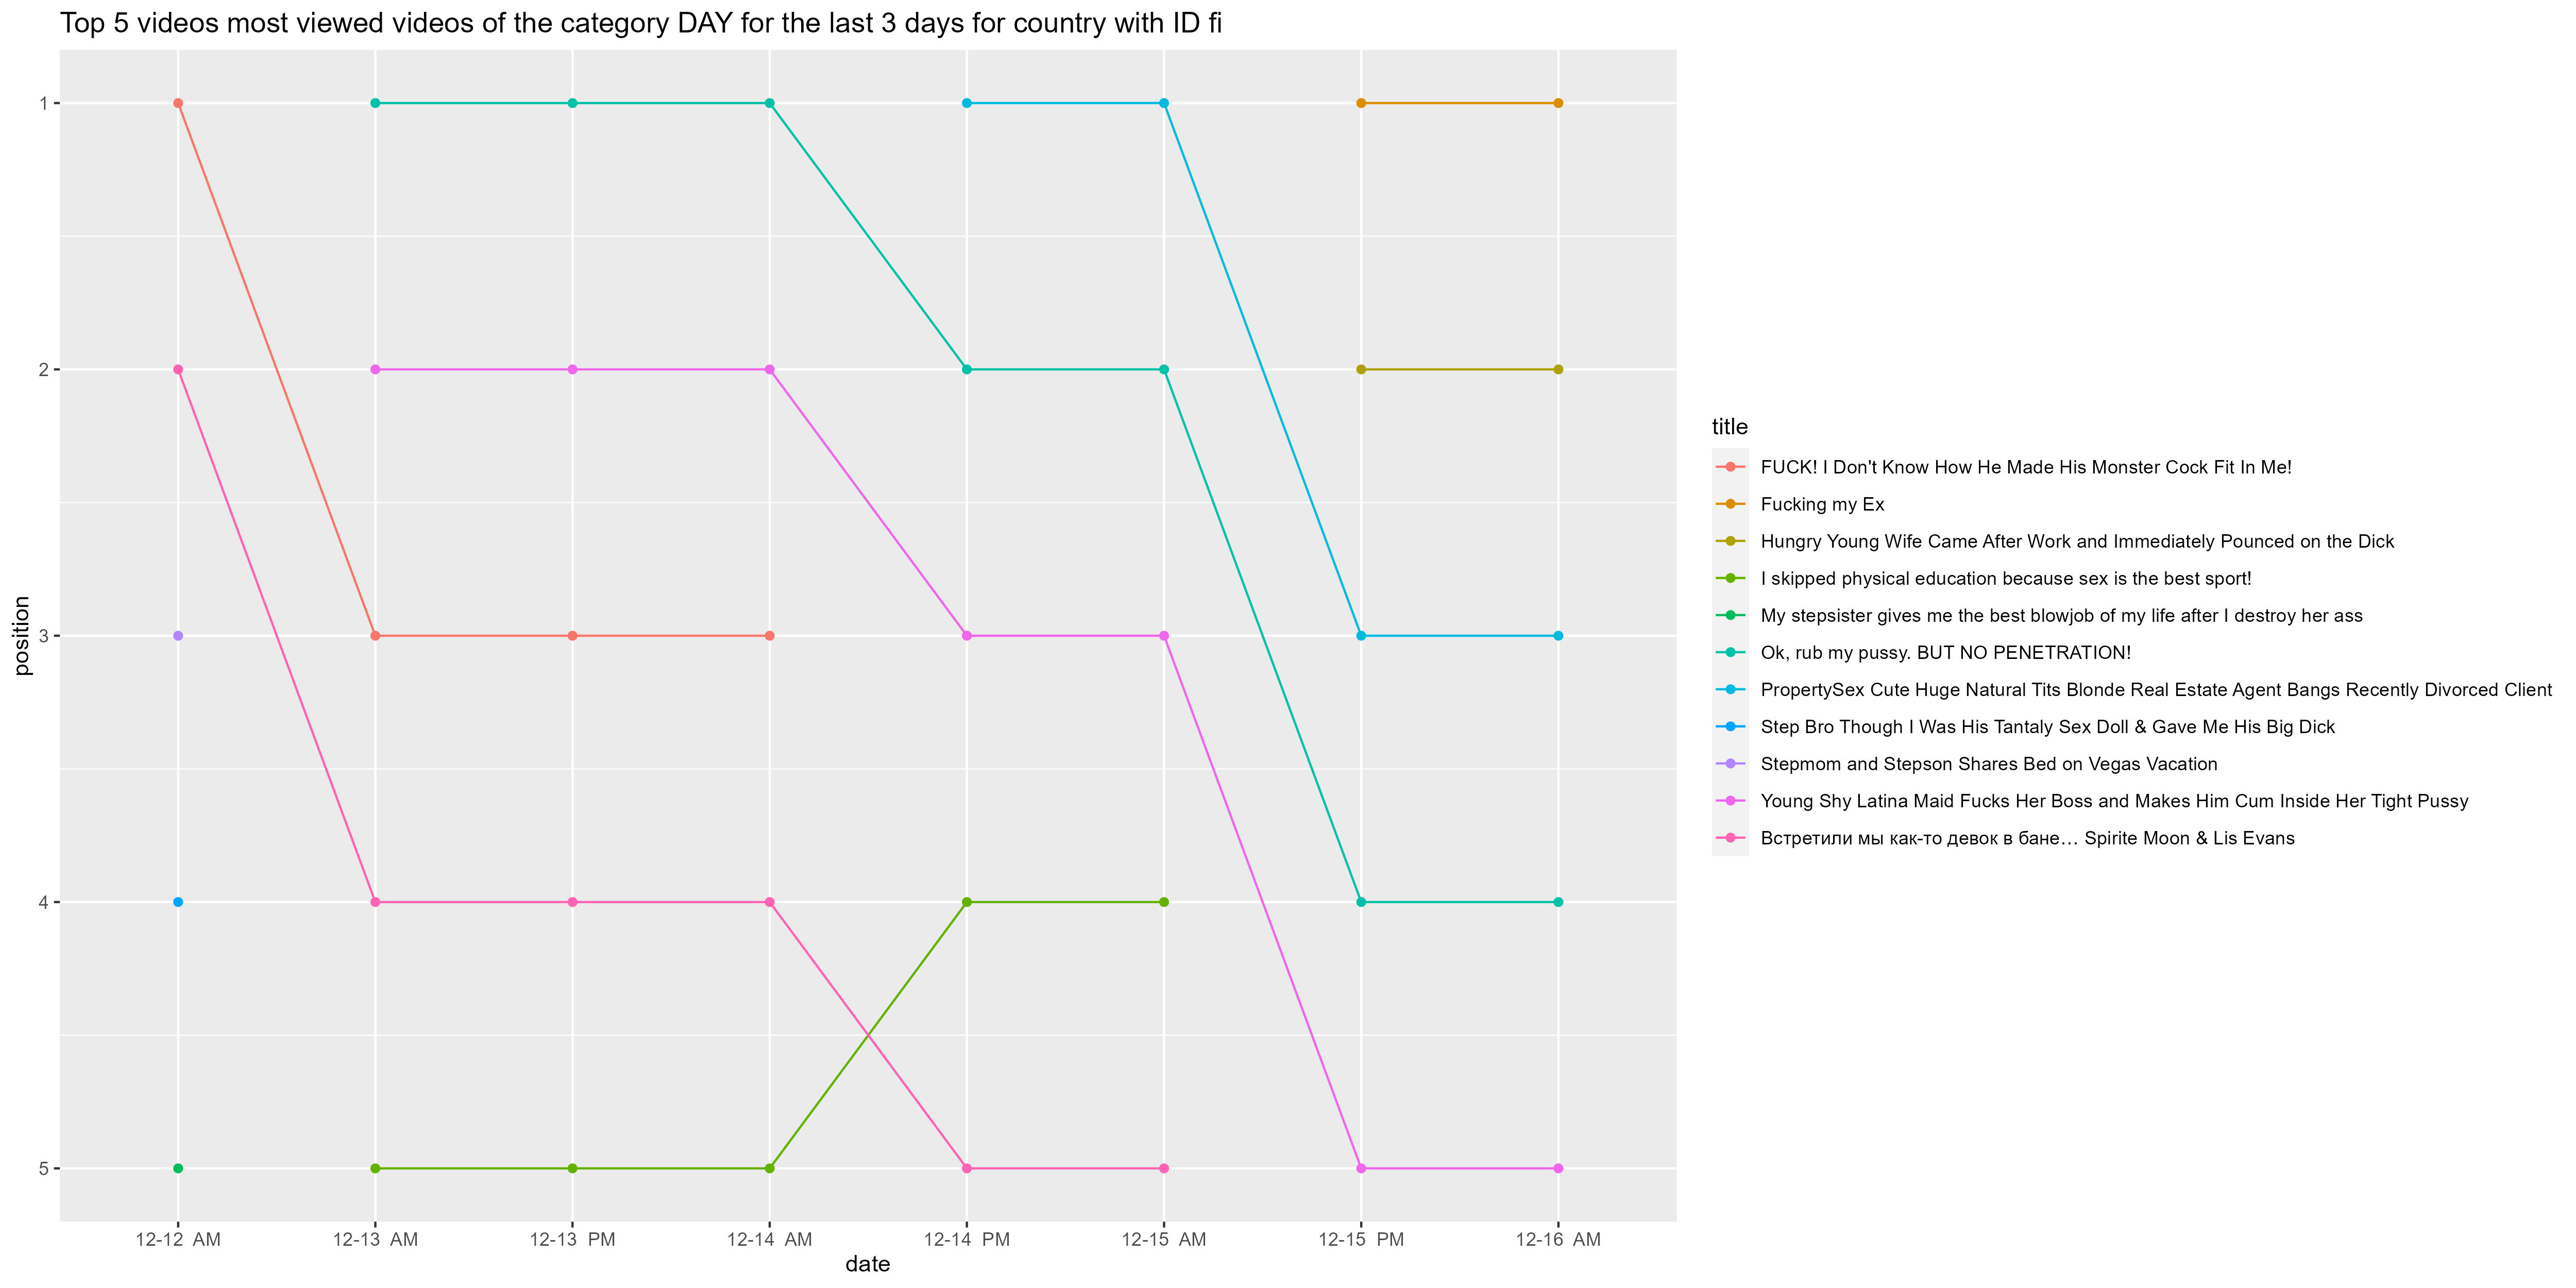 Top 5 videos most viewed videos of the category DAY for the last 3 days for country with ID fi
position
1
2
3
4
5
12-12 AM
12-13 AM
12-13 PM
12-14 AM
12-14 PM
12-15 AM
12-15 PM
12-16 AM
date
title
FUCK! I Don't Know How He Made His Monster Cock Fit In Me!
Fucking my Ex
Hungry Young Wife Came After Work and Immediately Pounced on the Dick
I skipped physical education because sex is the best sport!
My stepsister gives me the best blowjob of my life after I destroy her ass
Ok, rub my pussy. BUT NO PENETRATION!
PropertySex Cute Huge Natural Tits Blonde Real Estate Agent Bangs Recently Divorced Client
Step Bro Though I Was His Tantaly Sex Doll & Gave Me His Big Dick
Stepmom and Stepson Shares Bed on Vegas Vacation
Young Shy Latina Maid Fucks Her Boss and Makes Him Cum Inside Her Tight Pussy
Встретили мы как-то девок в бане… Spirite Moon & Lis Evans